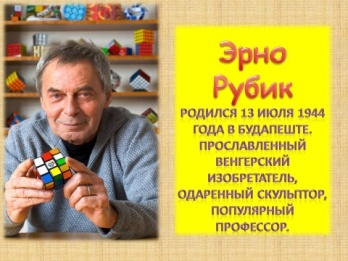 Эрно
Рубик
РОДИЛСЯ 13 ИЮЛЯ 1944
ГОДА В БУДАПЕШТЕ.
ПРОСЛАВЛЕННЫЙ
ВЕНГЕРСКИЙ
ИЗОБРЕТАТЕЛЬ,
ОДАРЕННЫЙ СКУЛЬПТОР,
ПОПУЛЯРНЫЙ
ПРОФЕССОР.